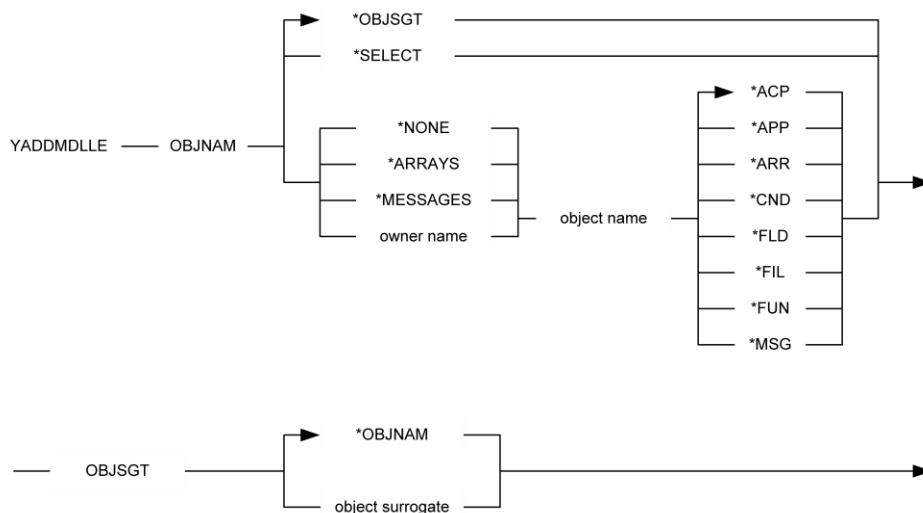 *OBJSGT
*SELECT
*ACP
*NONE
*APP
YADDMDLLE
OBJNAM
*ARRAYS
*ARR
*MESSAGES
*CND
owner name
object name
*FLD
*FIL
*FUN
*MSG
*OBJNAM
OBJSGT
object surrogate